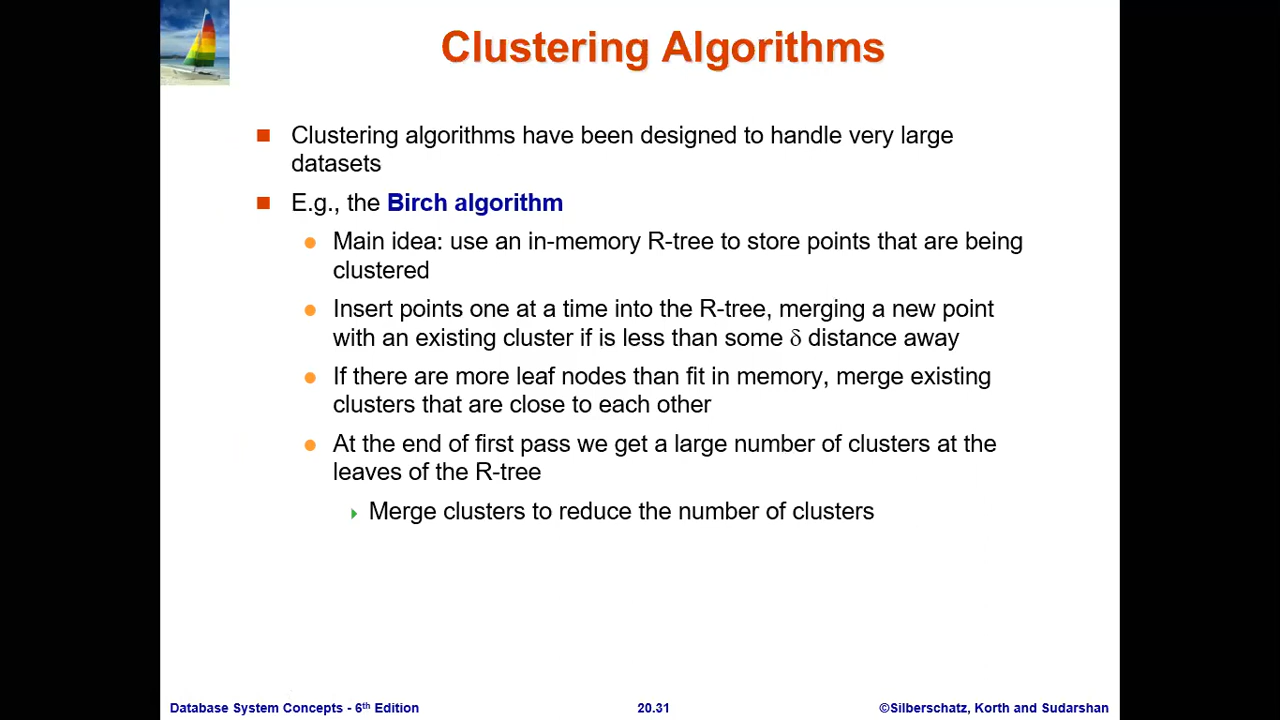 Clustering Algorithms
Clustering algorithms have been designed to handle very large
datasets
E.g., the Birch algorithm
Main idea: use an in-memory R-tree to store points that are being
clustered
Insert points one at a time into the R-tree, merging a new point
with an existing cluster if is less than some δ distance away
If there are more leaf nodes than fit in memory, merge existing
clusters that are close to each other
At the end of first pass we get a large number of clusters at the
leaves of the R-tree
Merge clusters to reduce the number of clusters
Database System Concepts - 6th Edition
20.31
©Silberschatz, Korth and Sudarshan